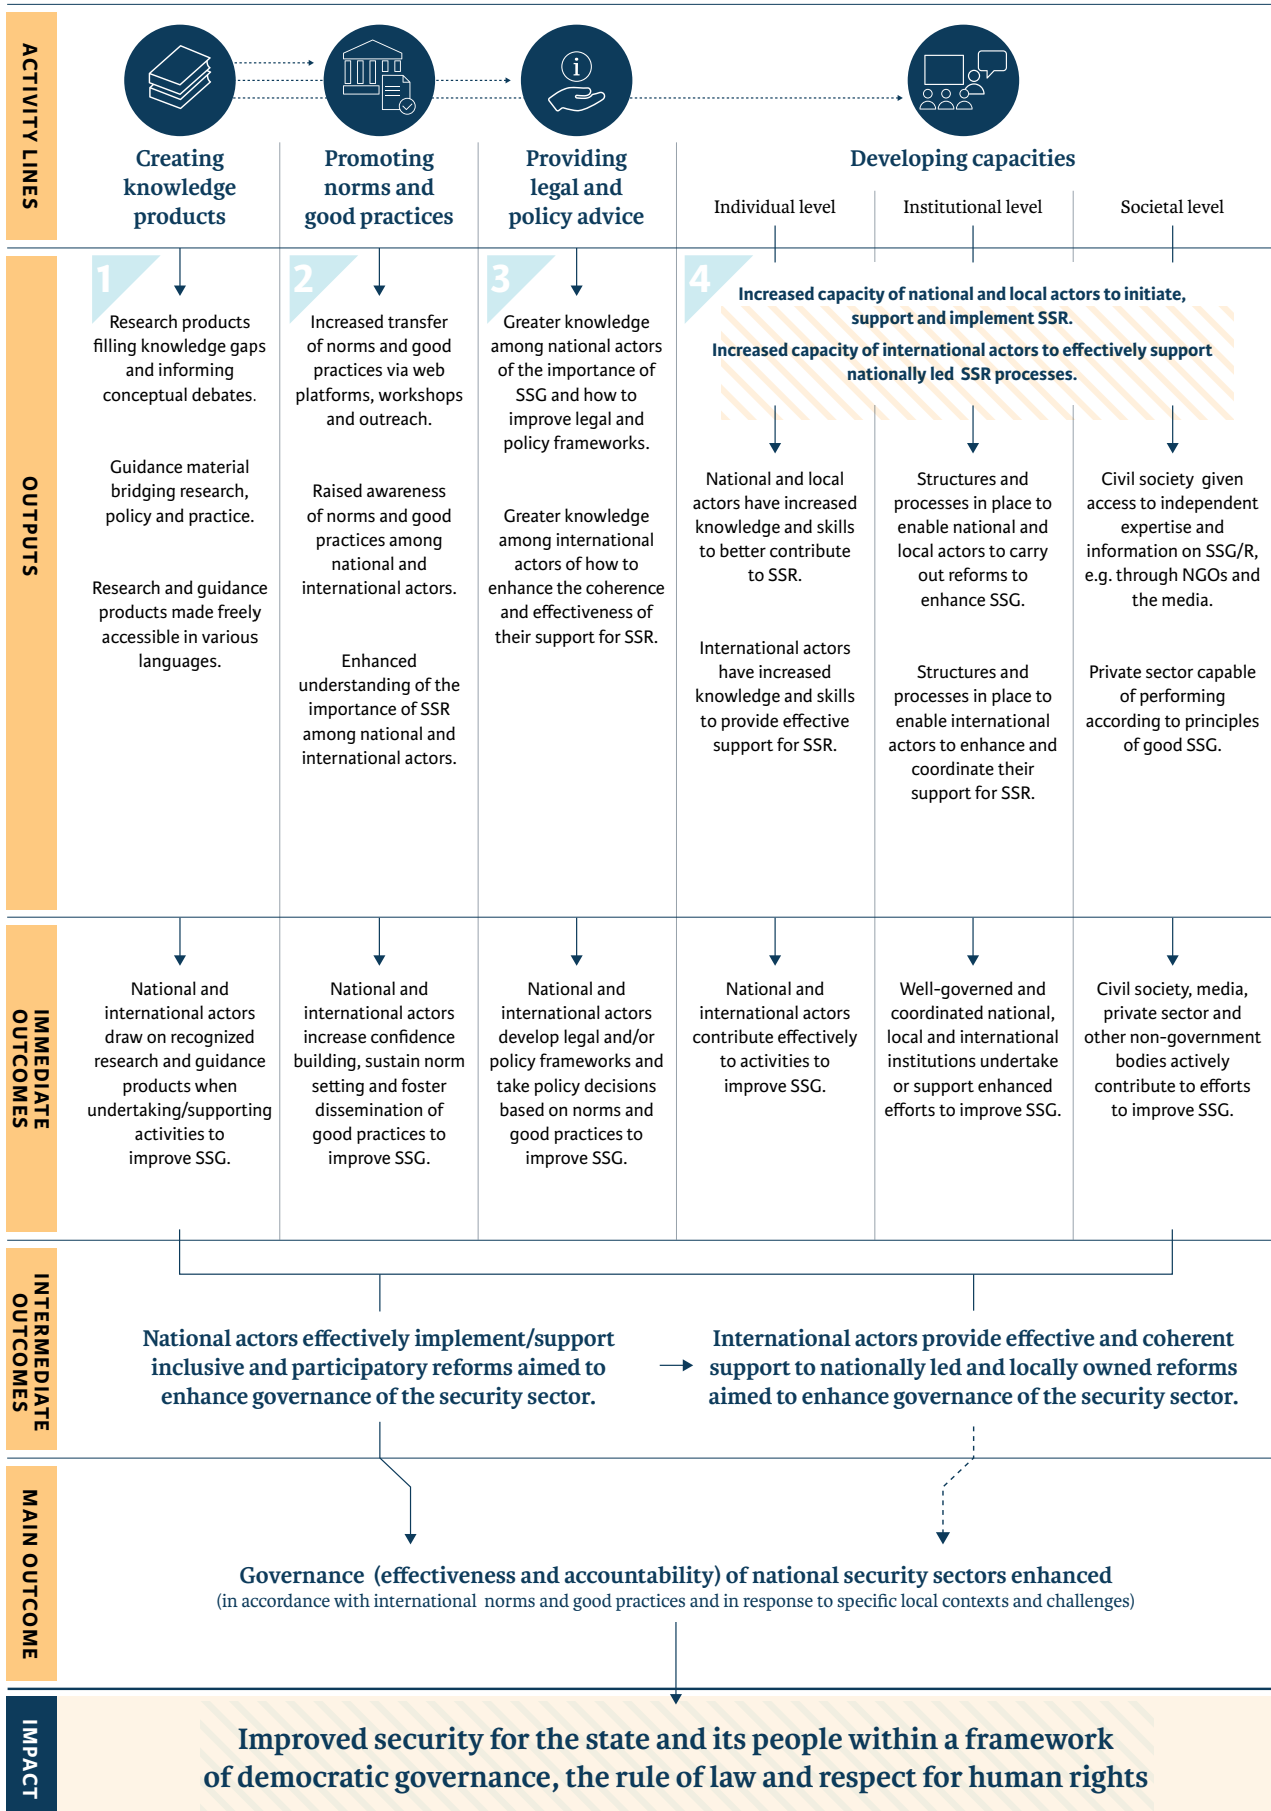 ACTIVITY LINES
i
Creating
knowledge
products
Promoting
norms and
good practices
Providing
legal and
policy advice
Developing capacities
Individual level
Institutional level
Societal level
OUTPUTS
1
Research products
filling knowledge gaps
and informing
conceptual debates.
Guidance material
bridging research,
policy and practice.
Research and guidance
products made freely
accessible in various
languages.
2
Increased transfer
of norms and good
practices via web
platforms, workshops
and outreach.
Raised awareness
of norms and good
practices among
national and
international actors.
Enhanced
understanding of the
importance of SSR
among national and
international actors.
3
Greater knowledge
among national actors
of the importance of
SSG and how to
improve legal and
policy frameworks.
Greater knowledge
among international
actors of how to
enhance the coherence
and effectiveness of
their support for SSR.
4
Increased capacity of national and local actors to initiate,
support and implement SSR.
Increased capacity of international actors to effectively support
nationally led SSR processes.
National and local
actors have increased
knowledge and skills
to better contribute
to SSR.
International actors
have increased
knowledge and skills
to provide effective
support for SSR.
Structures and
processes in place to
enable national and
local actors to carry
out reforms to
enhance SSG.
Structures and
processes in place to
enable international
actors to enhance and
coordinate their
support for SSR.
Civil society given
access to independent
expertise and
information on SSG/R,
e.g. through NGOs and
the media.
Private sector capable
of performing
according to principles
of good SSG.
IMMEDIATE
OUTCOMES
National and
international actors
draw on recognized
research and guidance
products when
undertaking/supporting
activities to
improve SSG.
National and
international actors
increase confidence
building, sustain norm
setting and foster
dissemination of
good practices to
improve SSG.
National and
international actors
develop legal and/or
policy frameworks and
take policy decisions
based on norms and
good practices to
improve SSG.
National and
international actors
contribute effectively
to activities to
improve SSG.
Well-governed and
coordinated national,
local and international
institutions undertake
or support enhanced
efforts to improve SSG.
Civil society, media,
private sector and
other non-government
bodies actively
contribute to efforts
to improve SSG.
INTERMEDIATE
OUTCOMES
National actors effectively implement/support
inclusive and participatory reforms aimed to
enhance governance of the security sector.
International actors provide effective and coherent
support to nationally led and locally owned reforms
aimed to enhance governance of the security sector.
MAIN OUTCOME
Governance (effectiveness and accountability) of national security sectors enhanced
(in accordance with international norms and good practices and in response to specific local contexts and challenges)
IMPACT
Improved security for the state and its people within a framework
of democratic governance, the rule of law and respect for human rights